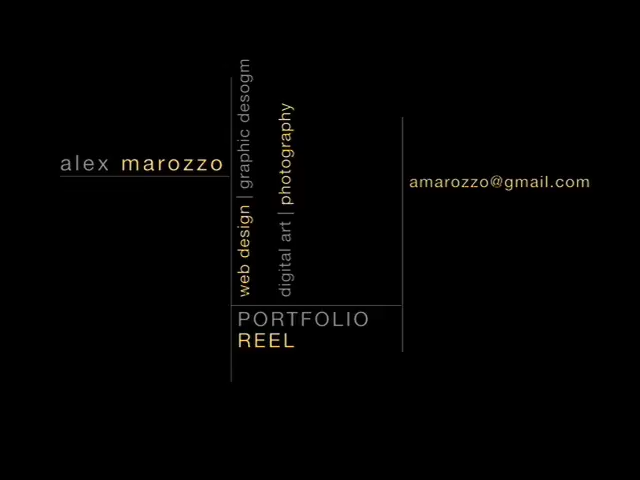 alex marozzo
web design | graphic desogm
digital art | photography
amarozzo@gmail.com
PORTFOLIO
REEL